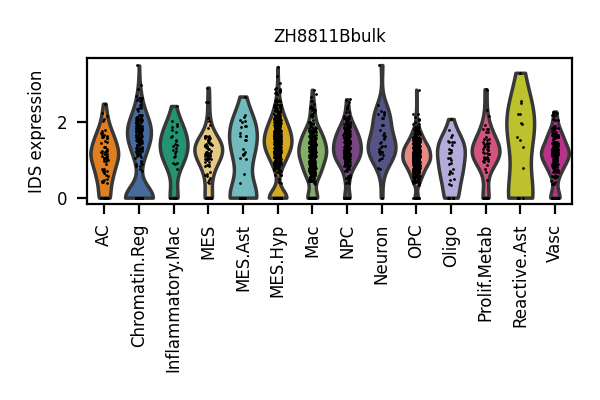 ZH8811Bbulk
IDS expression
2
0
AC
Chromatin.Reg
Inflammatory.Mac
MES
MES.Ast
MES.Hyp
Mac
NPC
Neuron
OPC
Oligo
Prolif.Metab
Reactive.Ast
Vasc